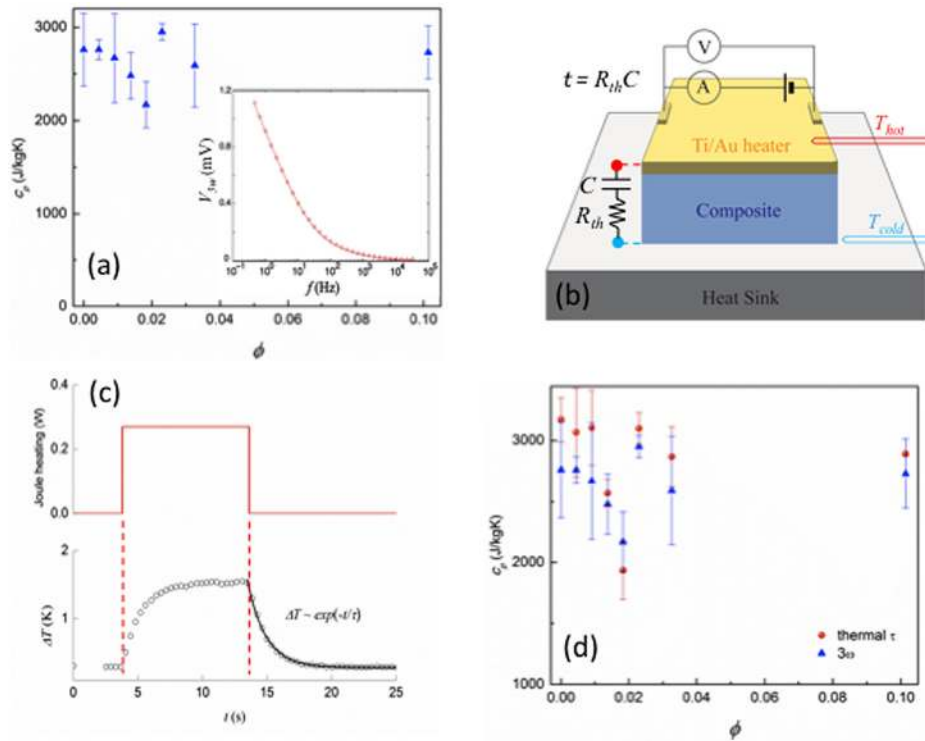 3000
2000
1000
0
c_p (J/kgK)
(a)
0.00 0.02 0.04 0.06 0.08 0.10
ϕ
1.2
0.8
0.4
0
V_3w (mV)
10^-1 10^0 10^1 10^2 10^3 10^4 10^5
f(Hz)
V
t = R_th C
A
T_hot
Ti/Au heater
C
R_th
Composite
T_cold
(b)
Heat Sink
(c)
0.4
0.2
0.0
Joule heating (W)
2
1
ΔT (K)
ΔT ~ exp(-t/τ)
0 5 10 15 20 25
t (s)
3000
2000
1000
c_p (J/kgK)
thermal τ
3ω
(d)
0.00 0.02 0.04 0.06 0.08 0.10
ϕ